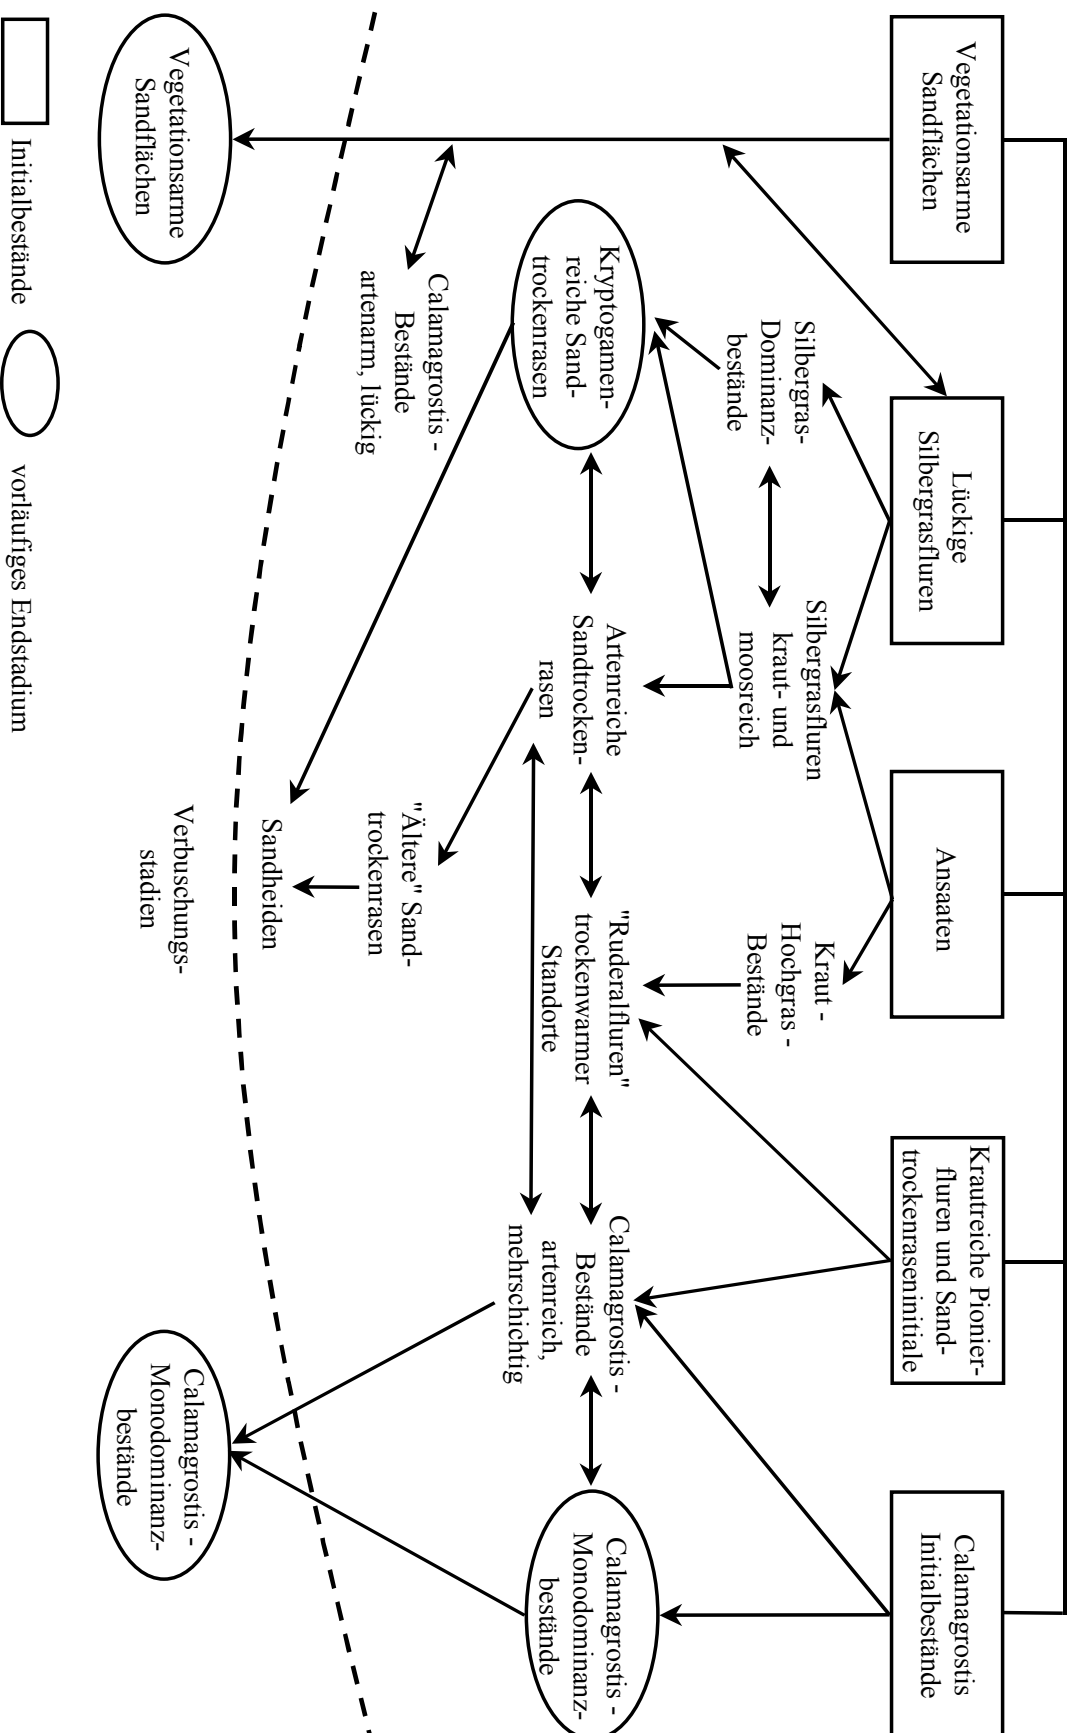 Vegetationsarme
Sandflächen
Lückige
Silbergrasfluren
Ansaaten
Krautreiche Pionier-
fluren und Sand-
trockenraseninitiale
Calamagrostis
Initialbestände
Silbergras-
Dominanz-
bestände
Silbergrasfluren
kraut- und
moosreich
Kraut -
Hochgras -
Bestände
Kryptogamen-
reiche Sand-
trockenrasen
Artenreiche
Sandtrocken-
rasen
"Ruderalfluren"
trockenwarmer
Standorte
Calamagrostis -
Bestände
artenreich,
mehrschichtig
Calamagrostis -
Monodominanz-
bestände
Calamagrostis -
Bestände
artenarm, lückig
"Ältere" Sand-
trockenrasen
Sandheiden
Vegetationsarme
Sandflächen
Verbuschungs-
stadien
Calamagrostis -
Monodominanz-
bestände
Initialbestände
vorläufiges Endstadium